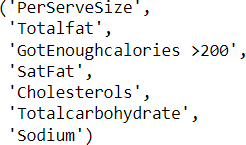 ('PerServeSize',
'Totalfat',
'GotEnoughcalories >200',
'SatFat',
'Cholesterols',
'Totalcarbohydrate',
'Sodium')